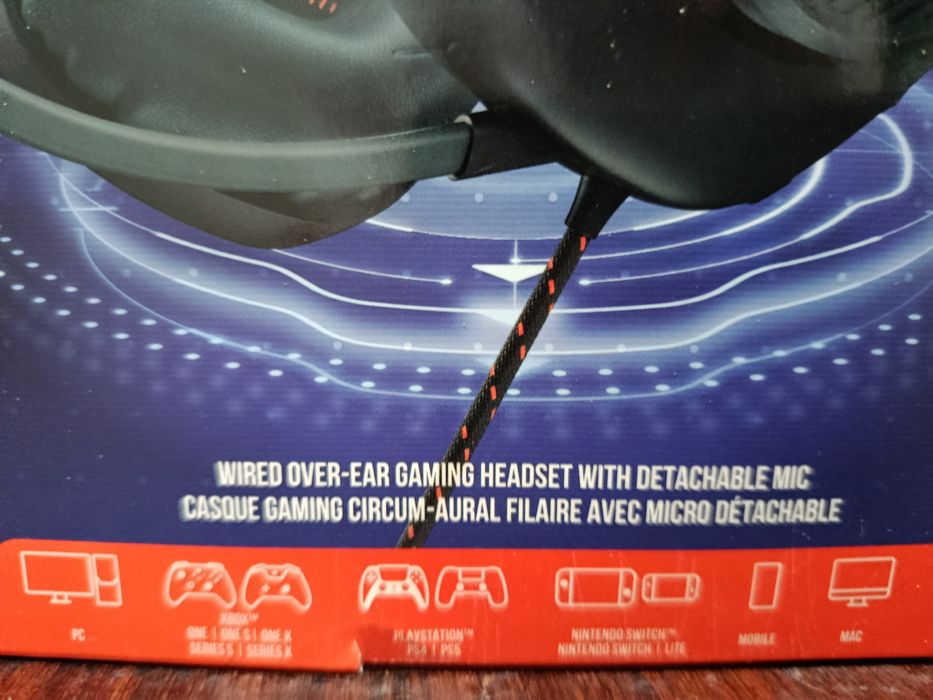 WIRED OVER-EAR GAMING HEADSET WITH DETACHABLE MIC
CASQUE GAMING CIRCUM-AURAL FILAIRE AVEC MICRO DÉTACHABLE
PC
XBOX™
ONE | ONE S | ONE X
SERIES S | SERIES X
PLAYSTATION™
PS4 | PS5
NINTENDO SWITCH™
NINTENDO SWITCH | LITE
MOBILE
MAC